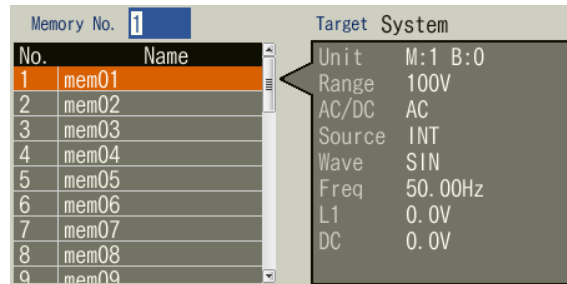 Memory No. 1
No. Name
1 mem01
2 mem02
3 mem03
4 mem04
5 mem05
6 mem06
7 mem07
8 mem08
9 mem09
Target System
Unit M:1 B:0
Range 100V
AC/DC AC
Source INT
Wave SIN
Freq 50.00Hz
L1 0.0V
DC 0.0V